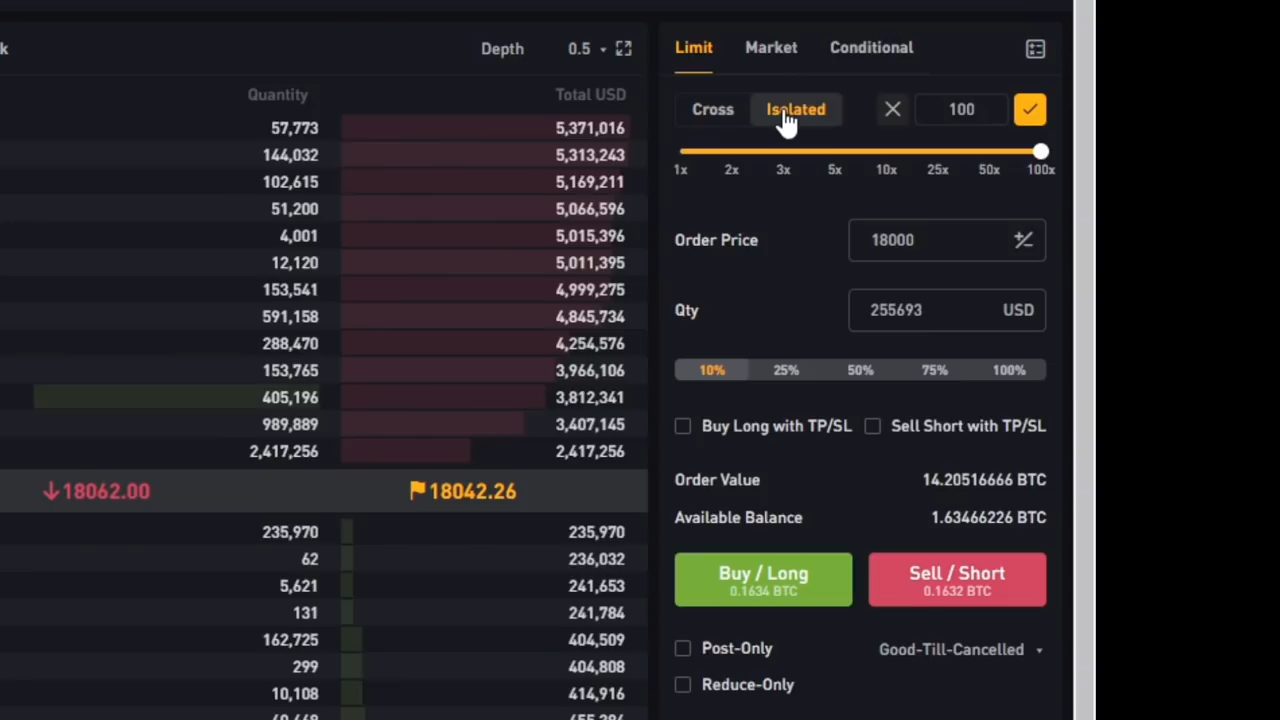 k Depth 0.5
Quantity Total USD
57,773 5,371,016
144,032 5,313,243
102,615 5,169,211
51,200 5,066,596
4,001 5,015,396
12,120 5,011,395
153,541 4,999,275
591,158 4,845,734
288,470 4,254,576
153,765 3,966,106
405,196 3,812,341
989,889 3,407,145
2,417,256 2,417,256
↓18062.00 18042.26
235,970 235,970
62 236,032
5,621 241,653
131 241,784
162,725 404,509
299 404,808
10,108 414,916
Limit Market Conditional
Cross Isolated 100
1x 2x 3x 5x 10x 25x 50x 100x
Order Price 18000
Qty 255693 USD
10% 25% 50% 75% 100%
Buy Long with TP/SL Sell Short with TP/SL
Order Value 14.20516666 BTC
Available Balance 1.63466226 BTC
Buy / Long Sell / Short
0.1634 BTC 0.1632 BTC
Post-Only Good-Till-Cancelled
Reduce-Only